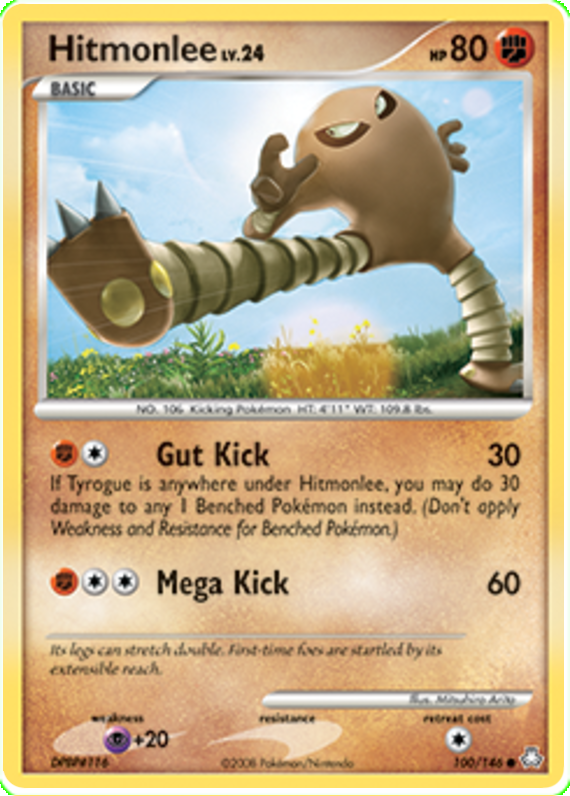 Hitmonlee LV.24 HP 80
BASIC
NO. 106 Kicking Pokémon HT: 4'11" WT: 109.8 lbs.
Gut Kick 30
If Tyrogue is anywhere under Hitmonlee, you may do 30
damage to any 1 Benched Pokémon instead. (Don't apply
Weakness and Resistance for Benched Pokémon.)
Mega Kick 60
Its legs can stretch double. First-time foes are startled by its
extensible reach.
Illus. Mitsuhiro Arita
weakness resistance retreat cost
+20
DPBP#116 ©2008 Pokémon/Nintendo 100/146